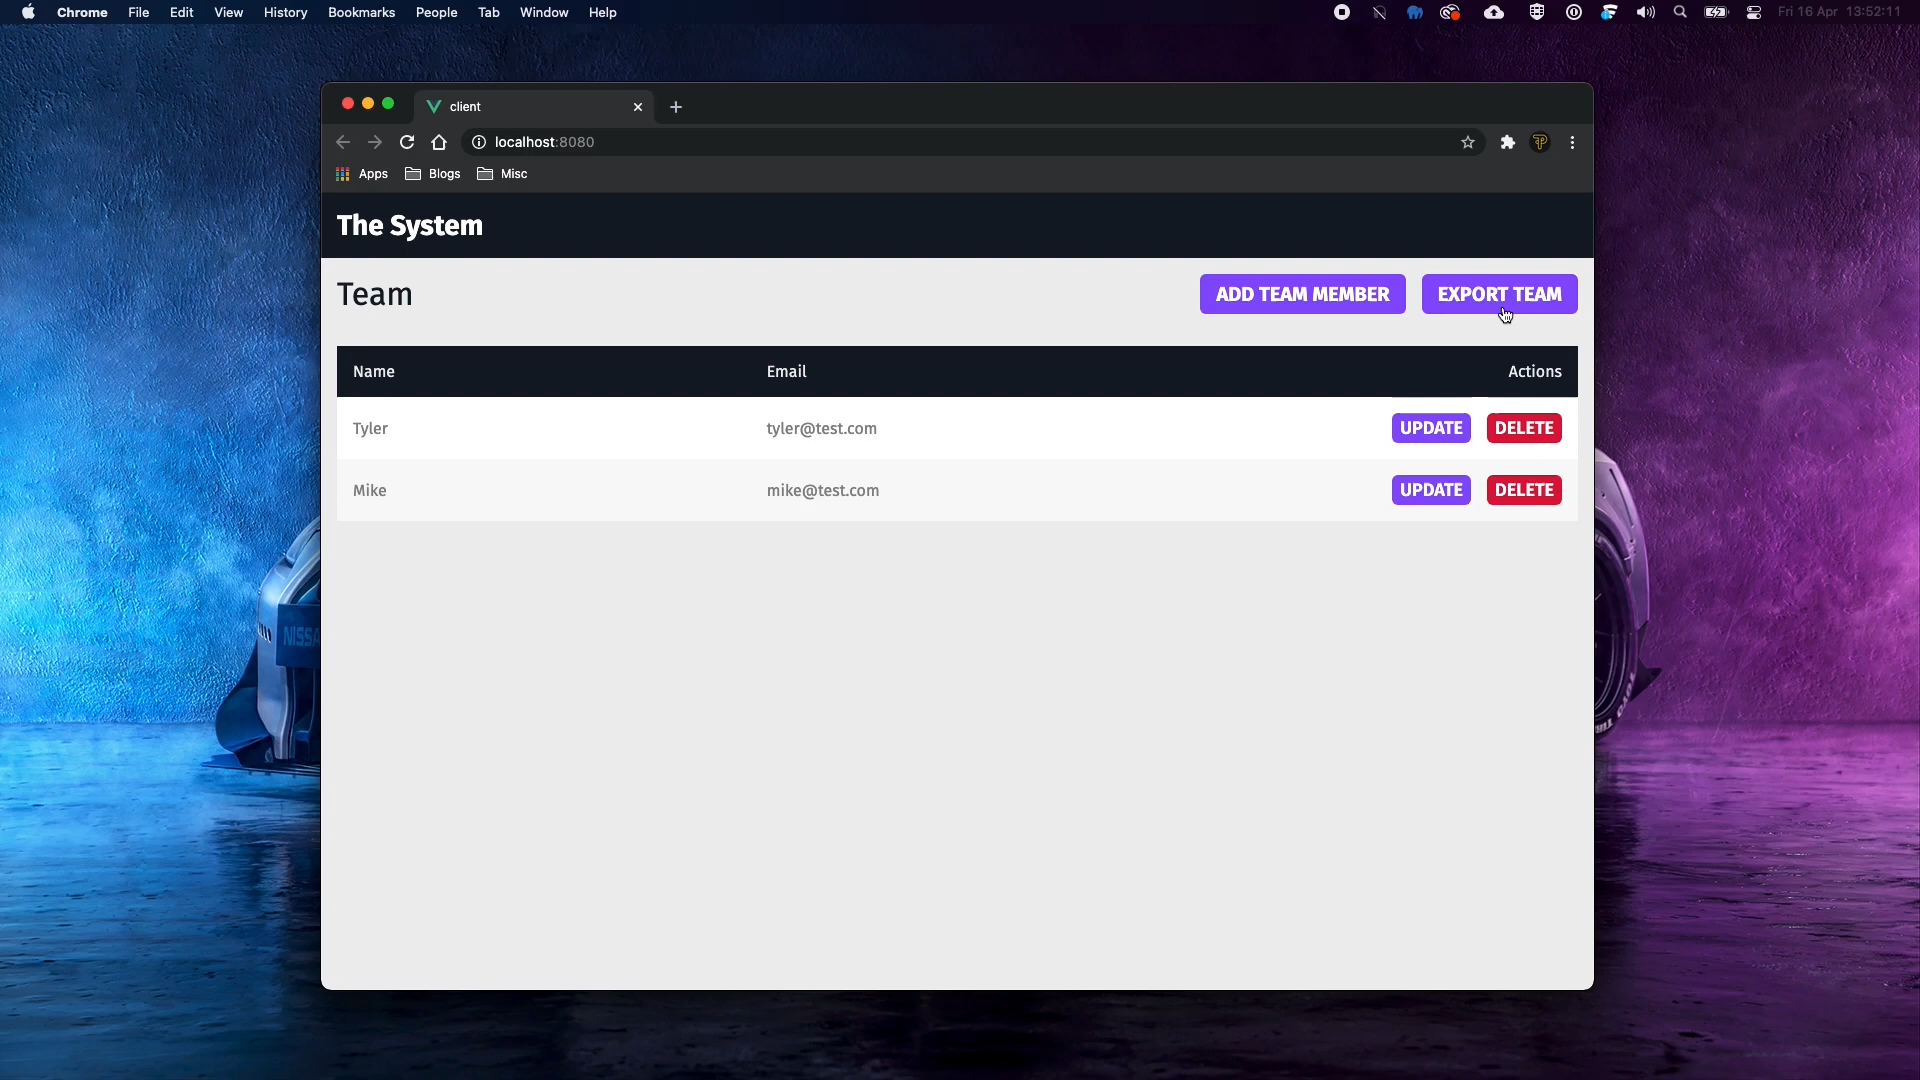 Chrome File Edit View History Bookmarks People Tab Window Help Fri 16 Apr 13:52:11
client
localhost:8080
Apps Blogs Misc
The System
Team ADD TEAM MEMBER EXPORT TEAM
Name Email Actions
Tyler tyler@test.com UPDATE DELETE
Mike mike@test.com UPDATE DELETE